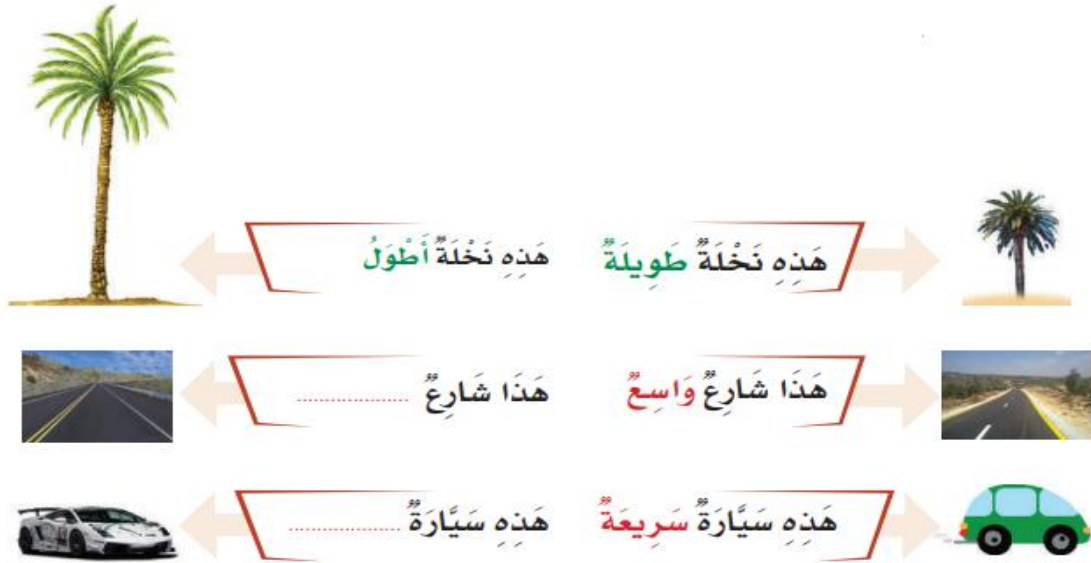 هَذِهِ نَخْلَةٌ طَوِيلَةٌ
هَذِهِ نَخْلَةٌ أَطْوَلُ
هَذَا شَارِعٌ وَاسِعٌ
هَذَا شَارِعٌ ...................
هَذِهِ سَيَّارَةٌ سَرِيعَةٌ
هَذِهِ سَيَّارَةٌ ...................